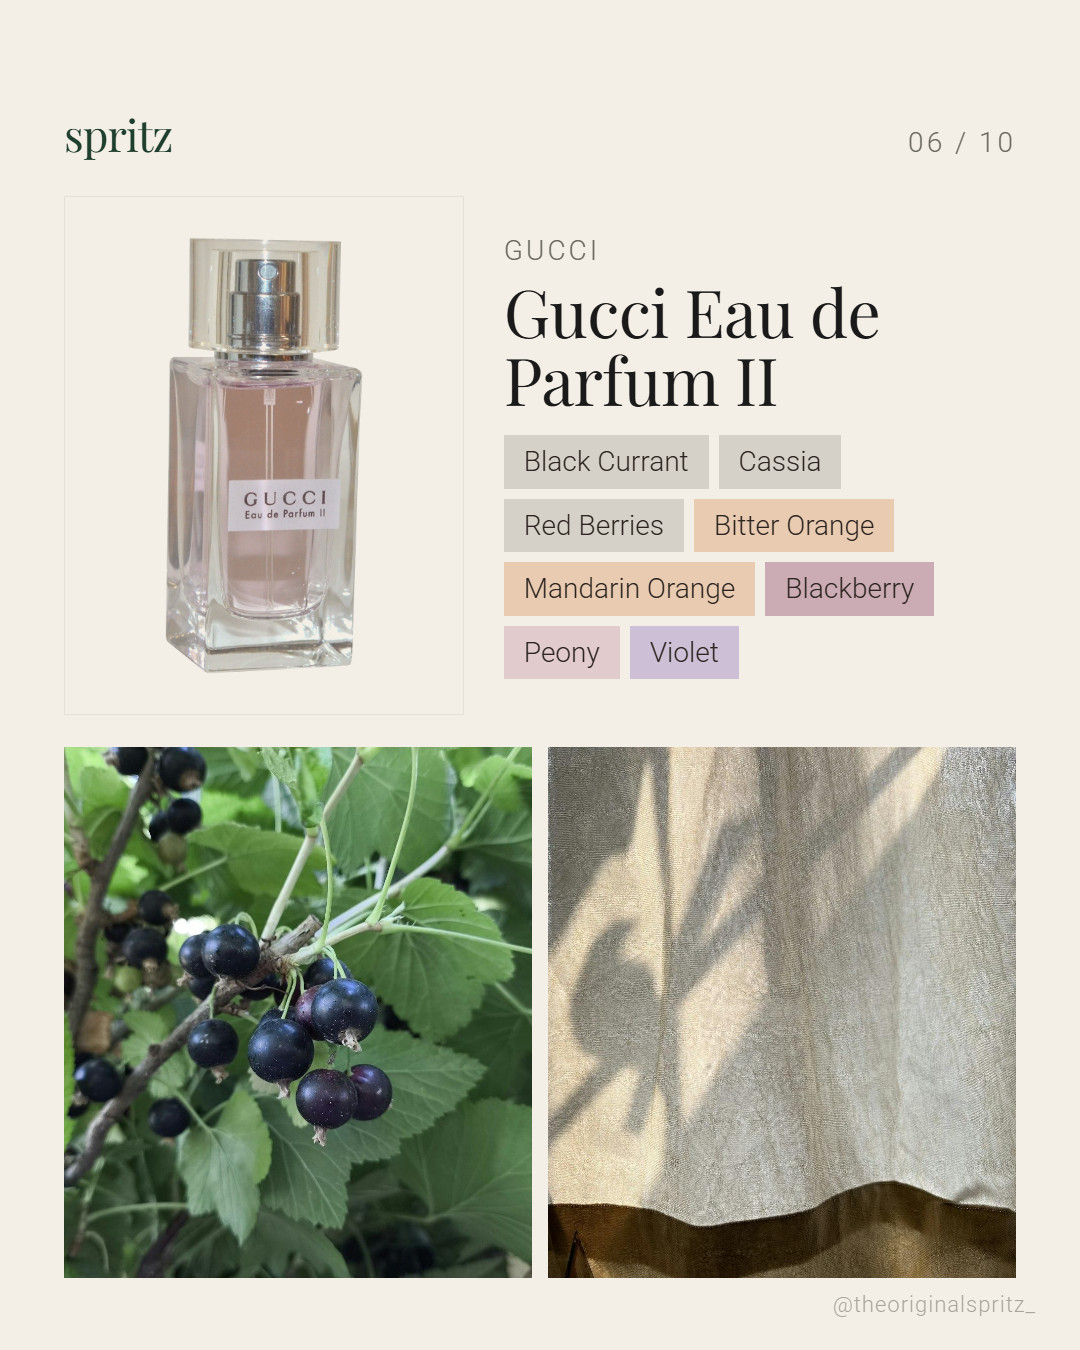 spritz
06 / 10
GUCCI
Gucci Eau de
Parfum II
Black Currant
Cassia
Red Berries
Bitter Orange
Mandarin Orange
Blackberry
Peony
Violet
GUCCI
Eau de Parfum II
@theoriginalspritz_